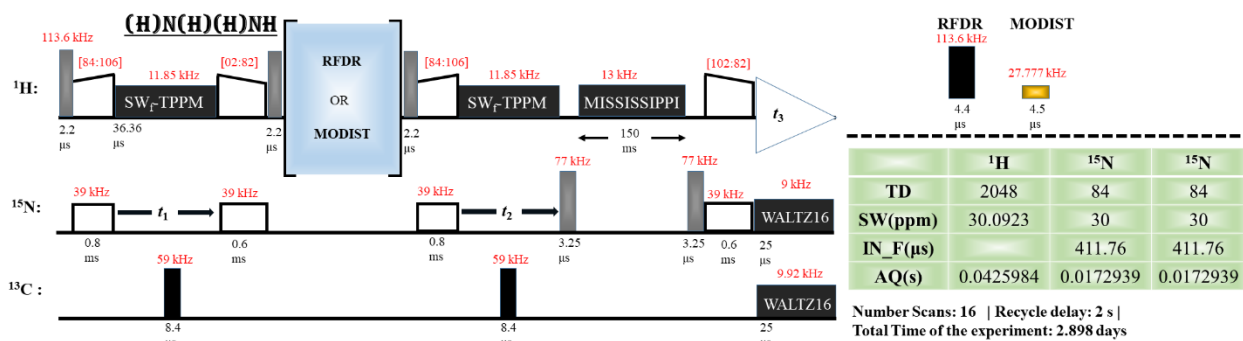 (H)N(H)(H)NH
113.6 kHz
[84:106]
11.85 kHz
[02:82]
[84:106]
11.85 kHz
13 kHz
[102:82]
¹H:
SWf-TPPM
RFDR
OR
MODIST
SWf-TPPM
MISSISSIPPI
t₃
2.2 µs
36.36 µs
2.2 µs
2.2 µs
150 ms
77 kHz
77 kHz
¹⁵N:
39 kHz
t₁
39 kHz
39 kHz
t₂
39 kHz
9 kHz
WALTZ16
0.8 ms
0.6 ms
0.8 ms
3.25 µs
3.25 µs
0.6 ms
25 µs
¹³C :
59 kHz
59 kHz
9.92 kHz
WALTZ16
8.4
8.4
25
RFDR
MODIST
113.6 kHz
27.777 kHz
4.4 µs
4.5 µs
¹H ¹⁵N ¹⁵N
TD 2048 84 84
SW(ppm) 30.0923 30 30
IN_F(µs) 411.76 411.76
AQ(s) 0.0425984 0.0172939 0.0172939
Number Scans: 16 | Recycle delay: 2 s |
Total Time of the experiment: 2.898 days